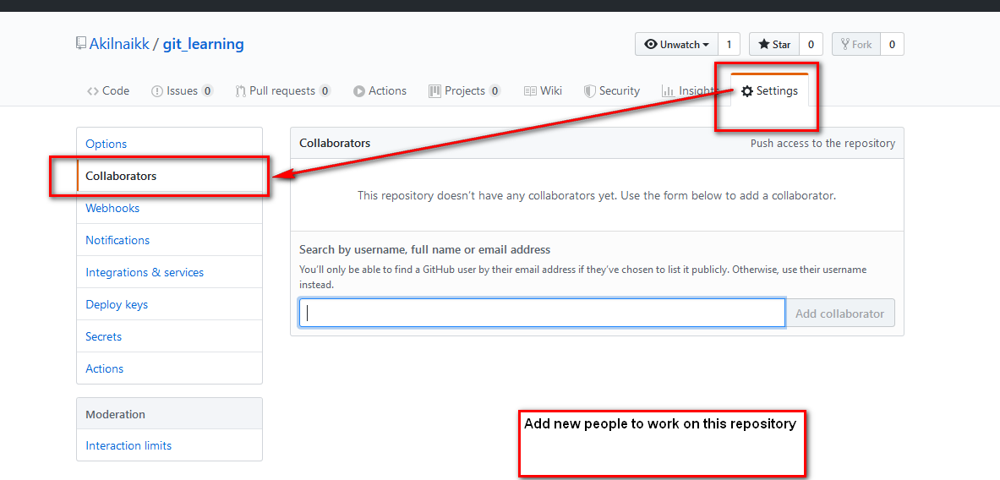 Akilnaikk / git_learning
Unwatch 1 Star 0 Fork 0
Code Issues 0 Pull requests 0 Actions Projects 0 Wiki Security Insights Settings
Options
Collaborators
Webhooks
Notifications
Integrations & services
Deploy keys
Secrets
Actions
Moderation
Interaction limits
Collaborators Push access to the repository
This repository doesn't have any collaborators yet. Use the form below to add a collaborator.
Search by username, full name or email address
You'll only be able to find a GitHub user by their email address if they've chosen to list it publicly. Otherwise, use their username
instead.
Add collaborator
Add new people to work on this repository